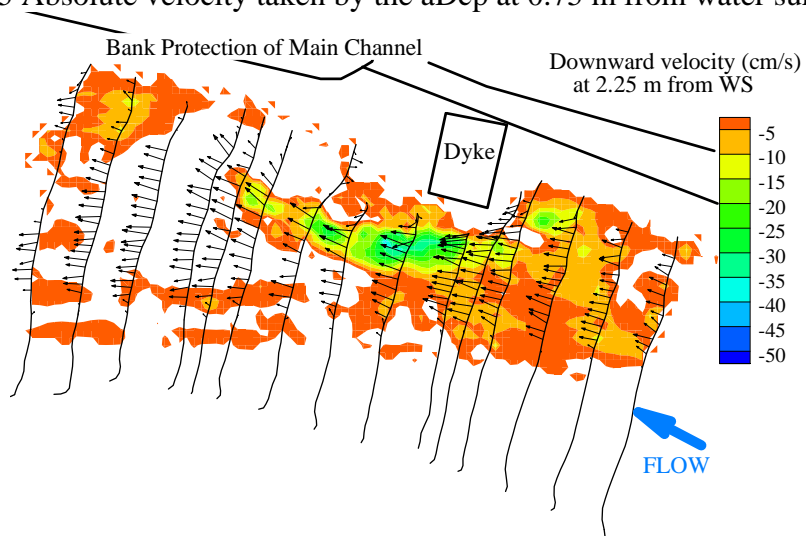 Absolute velocity taken by the aDcp at 0.75 m from water
Bank Protection of Main Channel
Downward velocity (cm/s)
at 2.25 m from WS
Dyke
-5
-10
-15
-20
-25
-30
-35
-40
-45
-50
FLOW